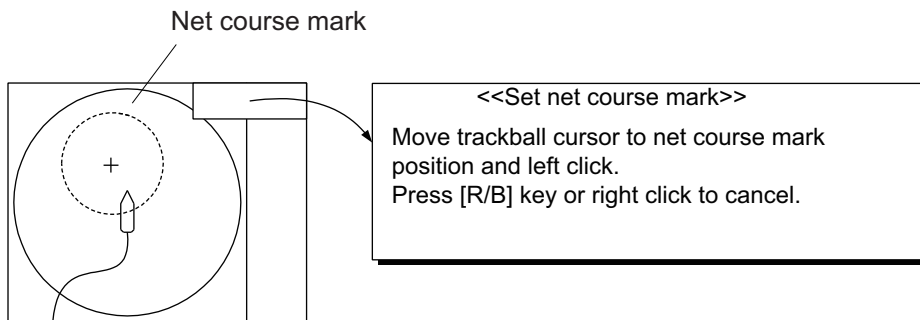 Net course mark
<<Set net course mark>>
Move trackball cursor to net course mark
position and left click.
Press [R/B] key or right click to cancel.